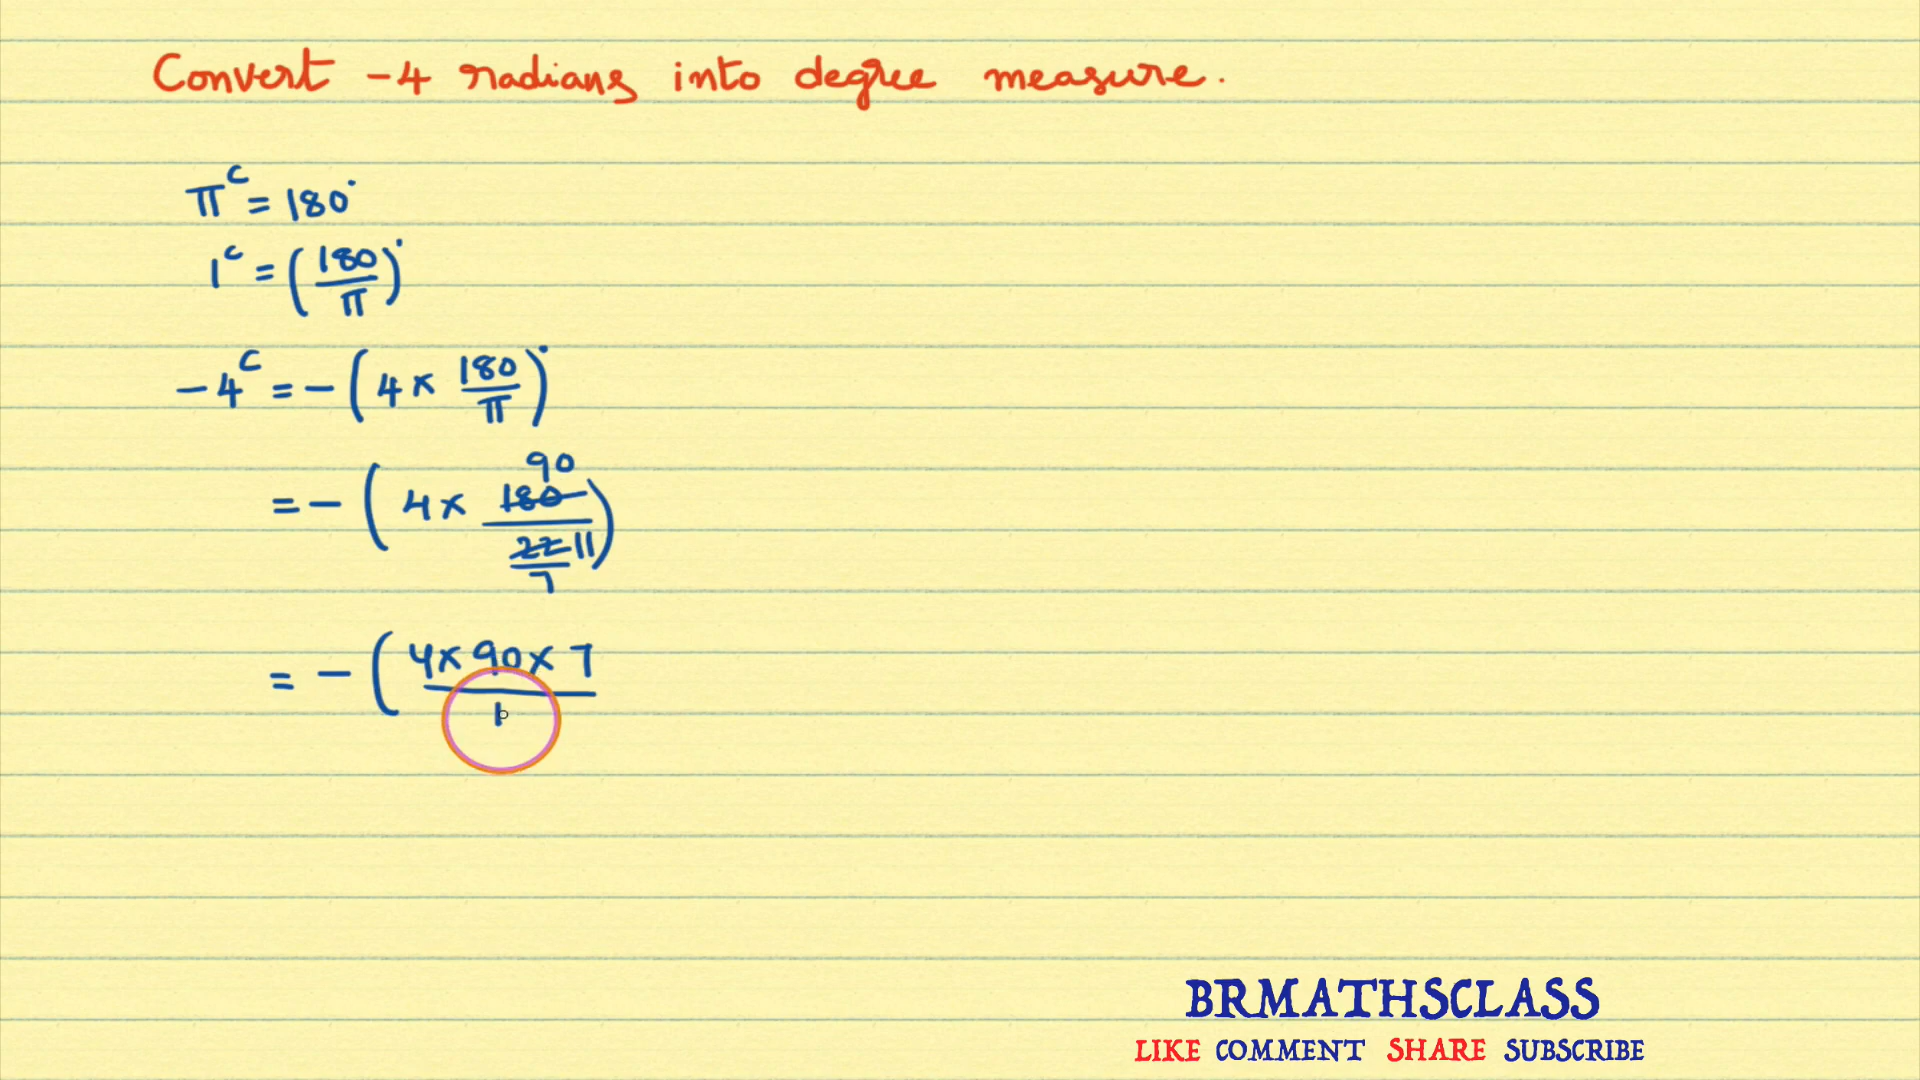 Convert -4 radians into degree measure.
π^c = 180°
1^c = (180/π)°
-4^c = -(4 × 180/π)°
= -(4 × 180 90/(22 11/7))
= -(4 × 90 × 7/1
BRMATHSCLASS
LIKE COMMENT SHARE SUBSCRIBE